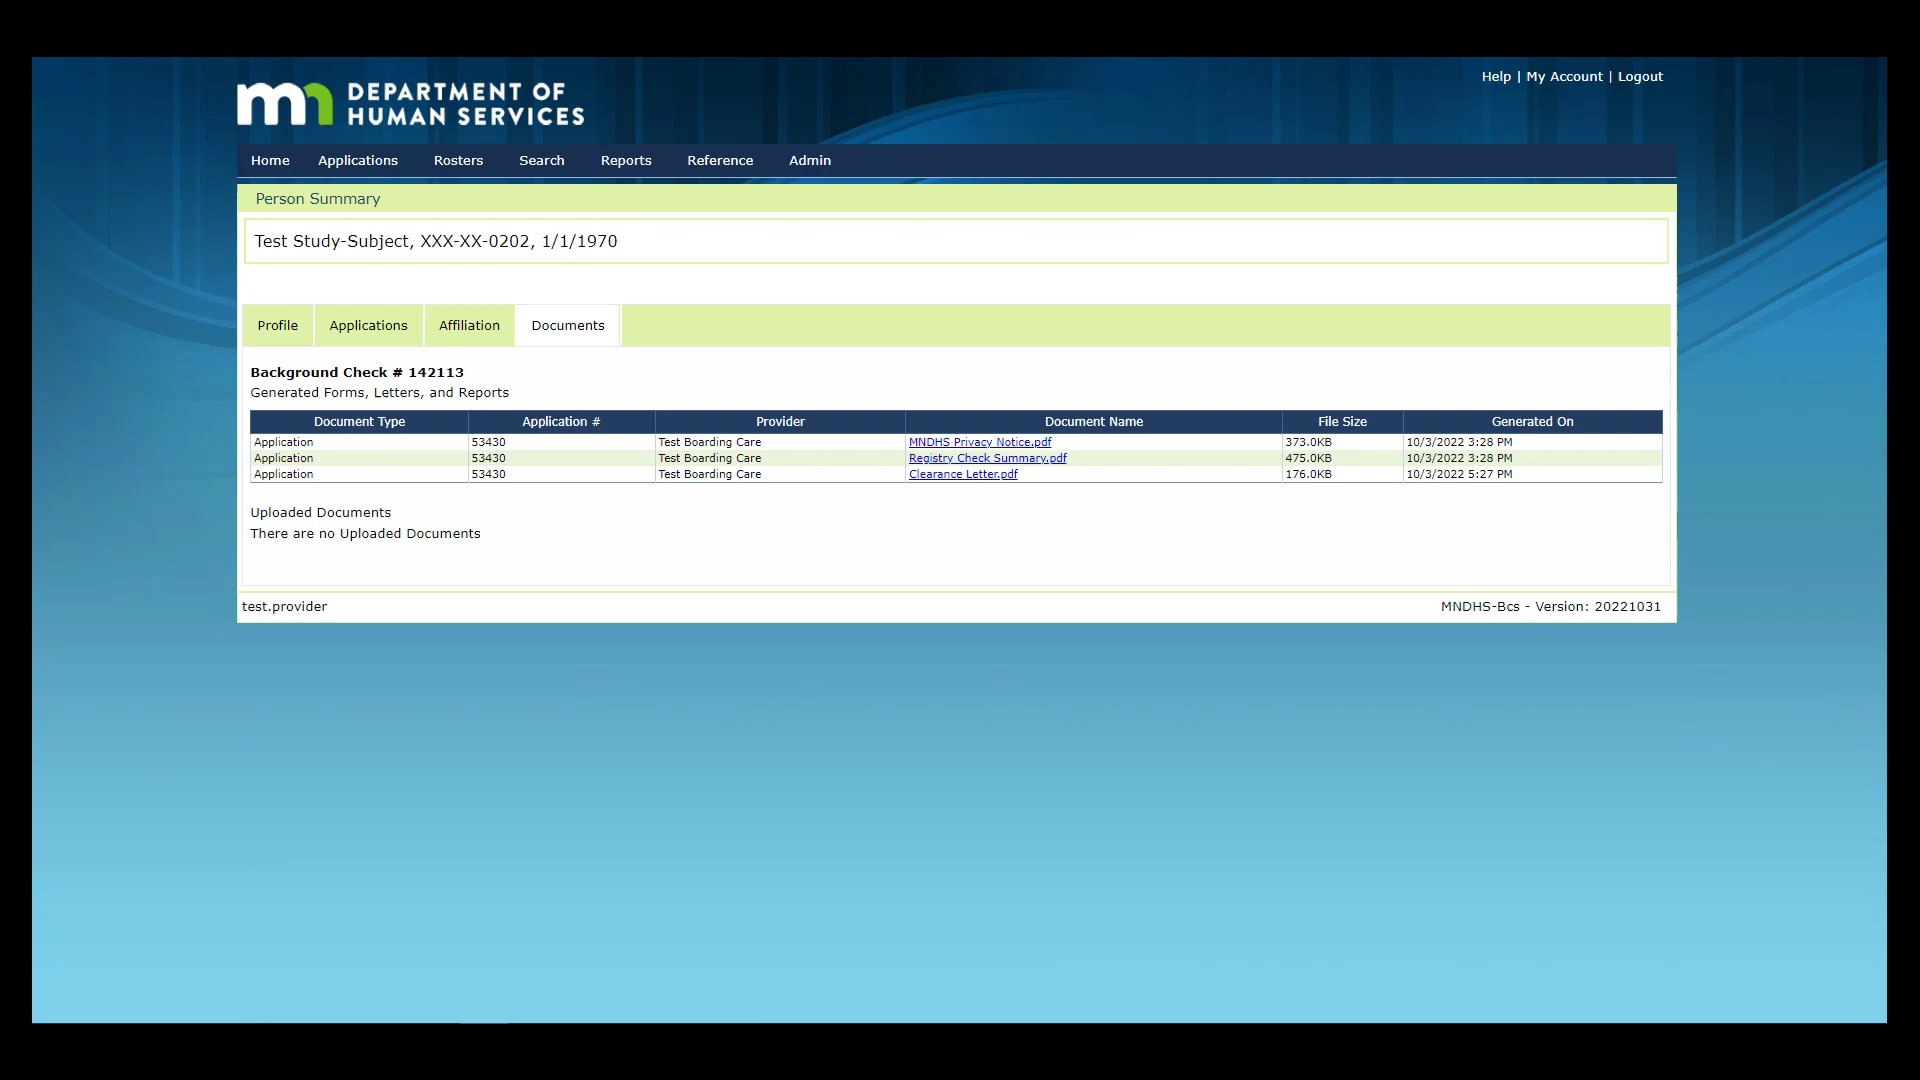 mn DEPARTMENT OF
HUMAN SERVICES
Help | My Account | Logout
Home Applications Rosters Search Reports Reference Admin
Person Summary
Test Study-Subject, XXX-XX-0202, 1/1/1970
Profile Applications Affiliation Documents
Background Check # 142113
Generated Forms, Letters, and Reports
Document Type Application # Provider Document Name File Size Generated On
Application 53430 Test Boarding Care MNDHS Privacy Notice.pdf 373.0KB 10/3/2022 3:28 PM
Application 53430 Test Boarding Care Registry Check Summary.pdf 475.0KB 10/3/2022 3:28 PM
Application 53430 Test Boarding Care Clearance Letter.pdf 176.0KB 10/3/2022 5:27 PM
Uploaded Documents
There are no Uploaded Documents
test.provider MNDHS-Bcs - Version: 20221031